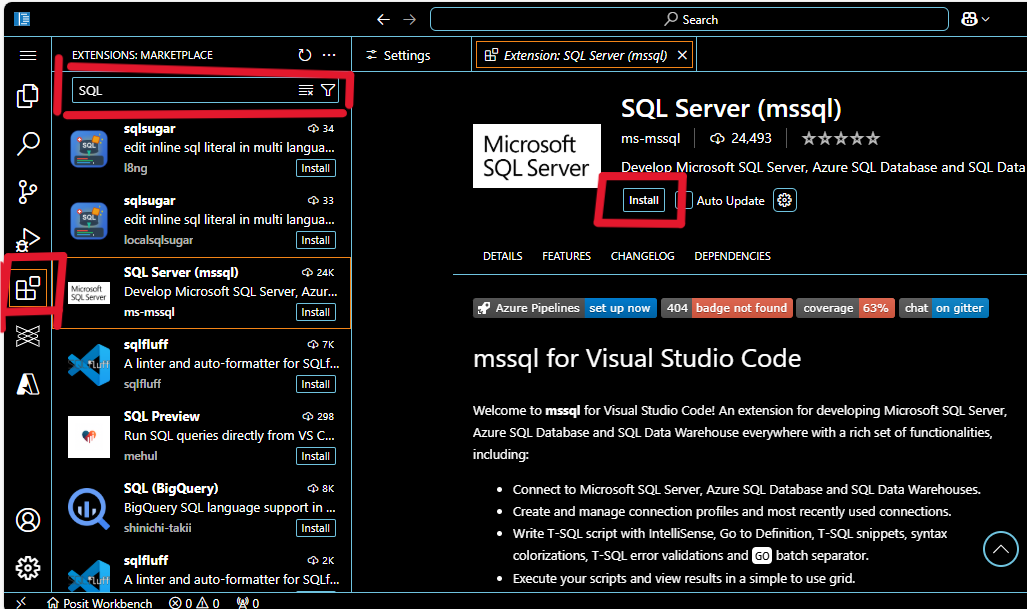 Search
EXTENSIONS: MARKETPLACE
SQL
sqlsugar 34
edit inline sql literal in multi langua...
l8ng Install
sqlsugar 33
edit inline sql literal in multi langua...
localsqlsugar Install
SQL Server (mssql) 24K
Microsoft
SQL Server
Develop Microsoft SQL Server, Azur...
ms-mssql Install
sqlfluff 7K
A linter and auto-formatter for SQLf...
sqlfluff Install
SQL Preview 298
Run SQL queries directly from VS C...
mehul Install
SQL (BigQuery) 8K
BigQuery SQL language support in ...
shinichi-takii Install
sqlfluff 2K
A linter and auto-formatter for SQLf...
Settings
Extension: SQL Server (mssql)
Microsoft
SQL Server
SQL Server (mssql)
ms-mssql 24,493
Develop Microsoft SQL Server, Azure SQL Database and SQL Data
Install Auto Update
DETAILS FEATURES CHANGELOG DEPENDENCIES
Azure Pipelines set up now 404 badge not found coverage 63% chat on gitter
mssql for Visual Studio Code
Welcome to mssql for Visual Studio Code! An extension for developing Microsoft SQL Server,
Azure SQL Database and SQL Data Warehouse everywhere with a rich set of functionalities,
including:
• Connect to Microsoft SQL Server, Azure SQL Database and SQL Data Warehouses.
• Create and manage connection profiles and most recently used connections.
• Write T-SQL script with IntelliSense, Go to Definition, T-SQL snippets, syntax
colorizations, T-SQL error validations and GO batch separator.
• Execute your scripts and view results in a simple to use grid.
Posit Workbench 0 0 0